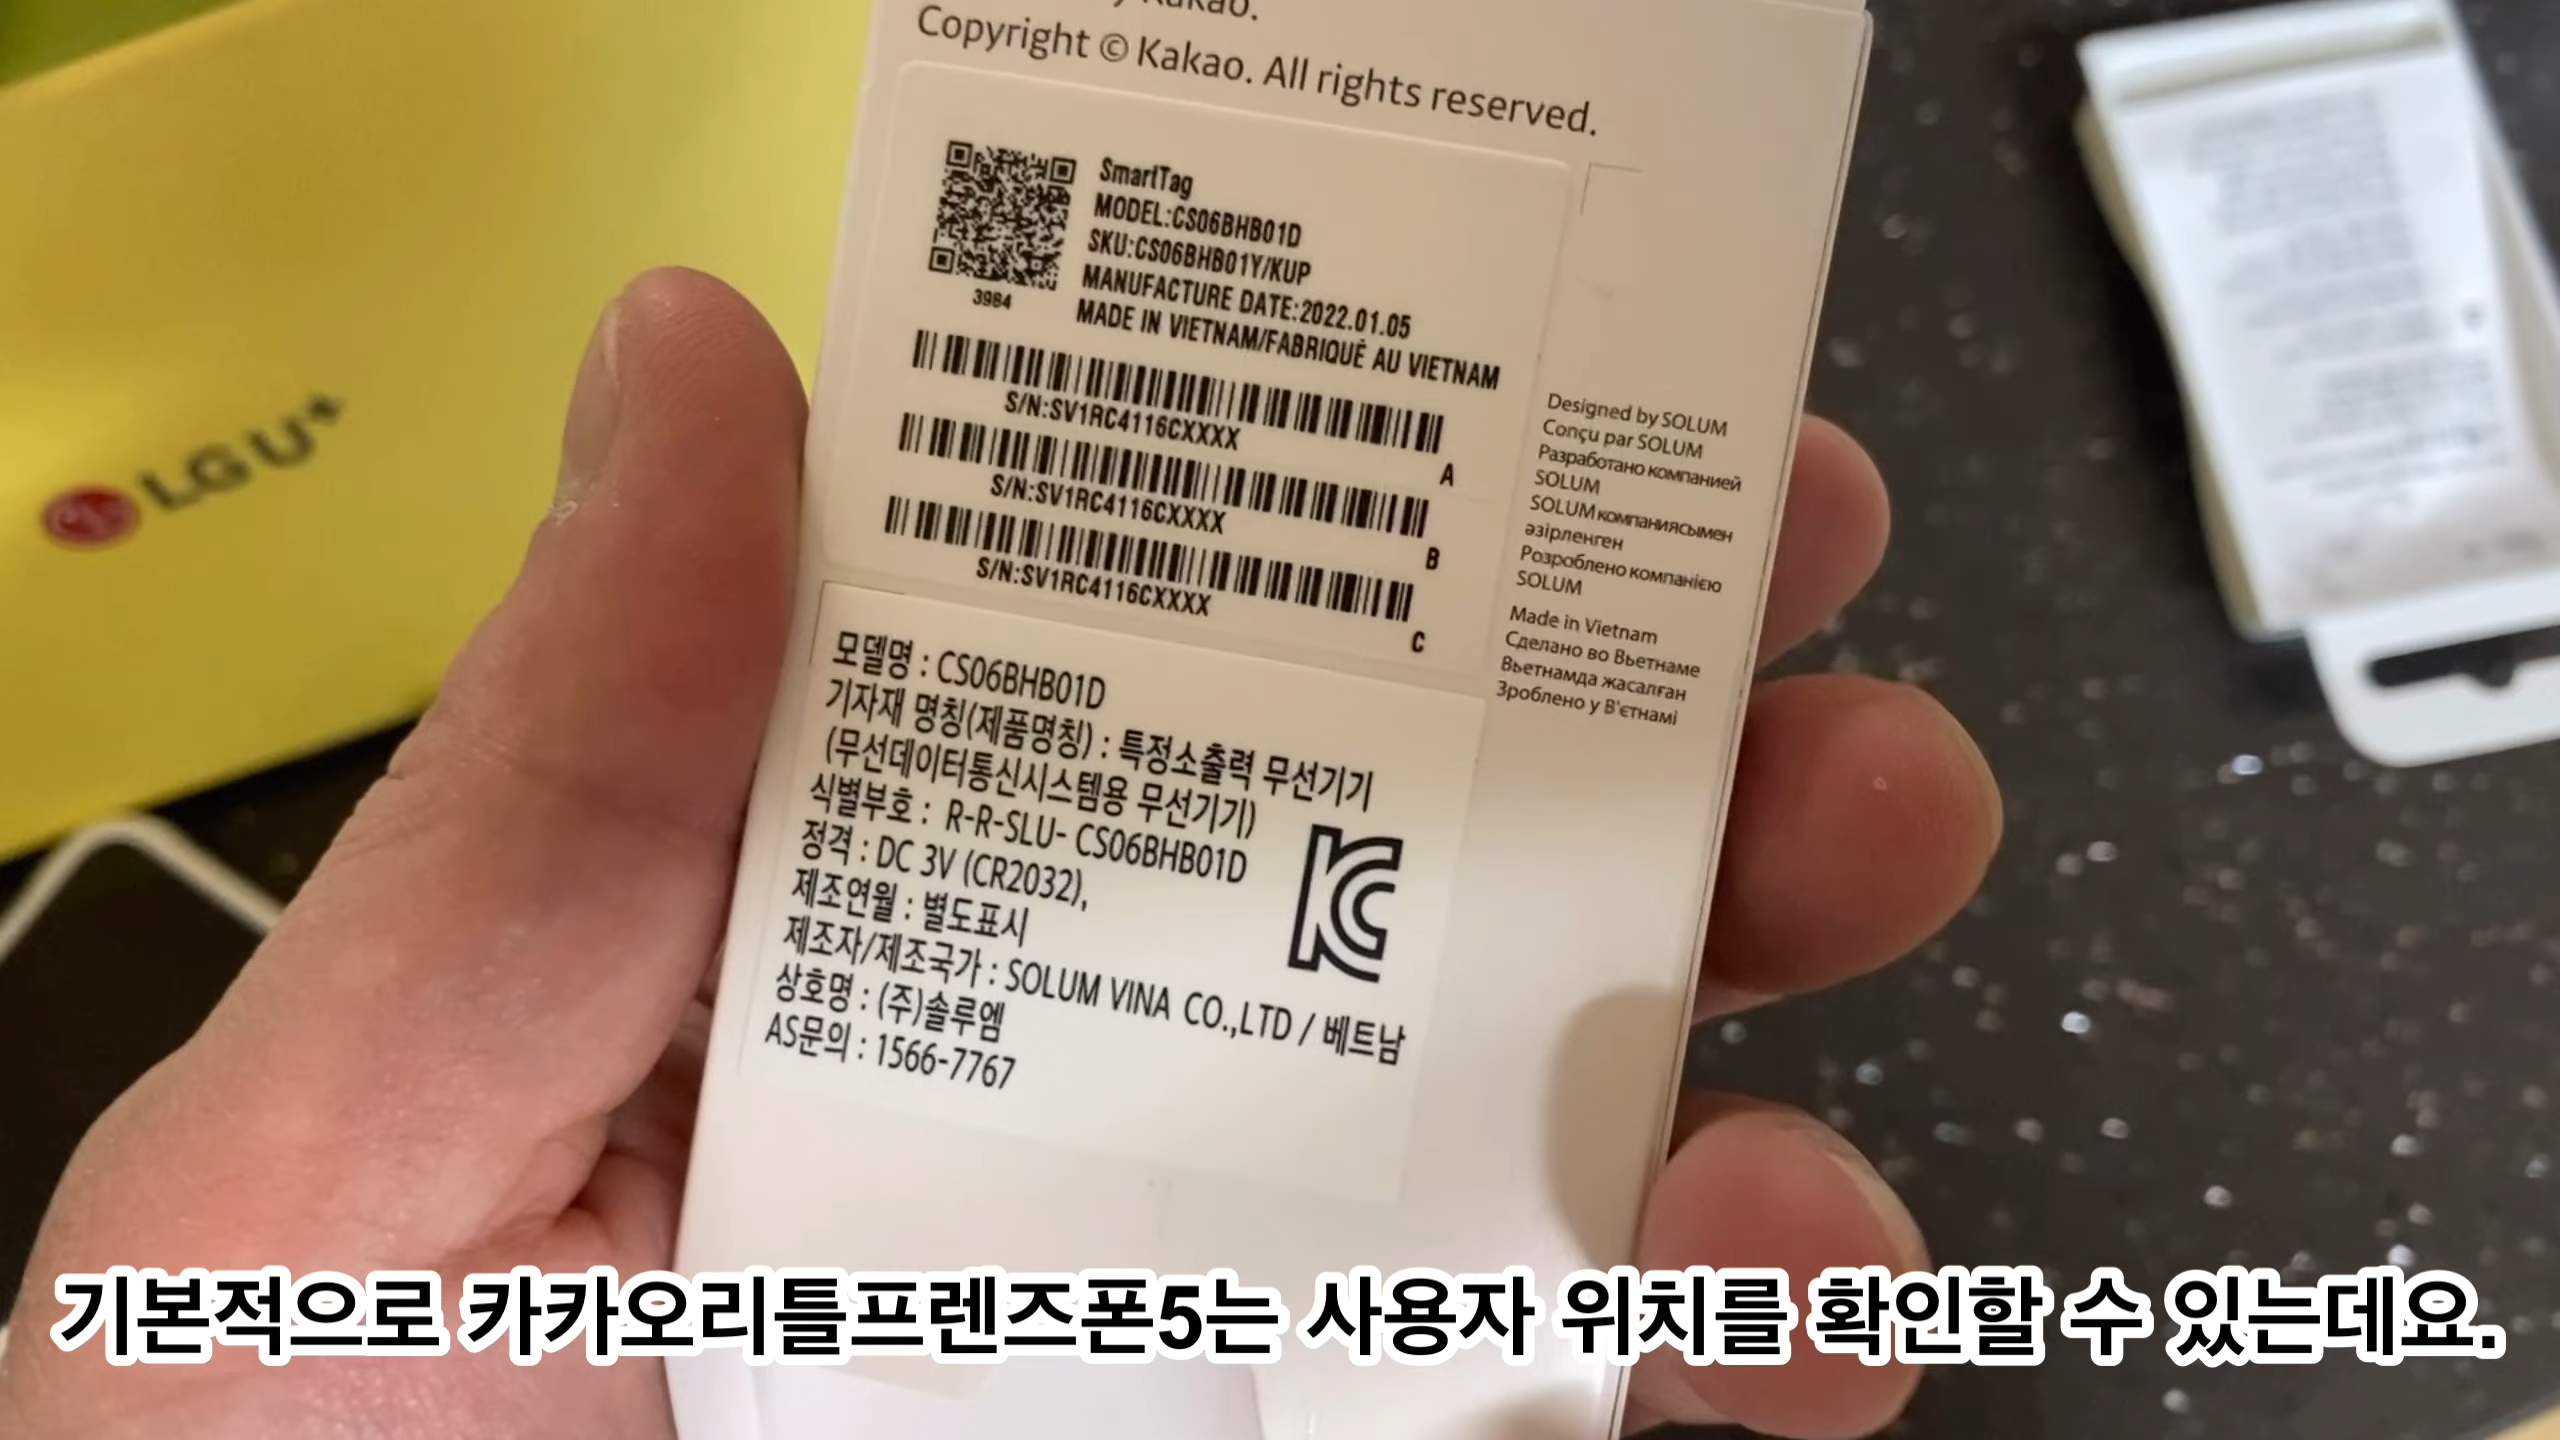 Kakao.
Copyright © Kakao. All rights reserved.
SmartTag
MODEL:CS06BHB01D
SKU:CS06BHB01Y/KUP
MANUFACTURE DATE:2022.01.05
MADE IN VIETNAM/FABRIQUÉ AU VIETNAM
3984
S/N:SV1RC4116CXXXX
A
S/N:SV1RC4116CXXXX
B
S/N:SV1RC4116CXXXX
C
Designed by SOLUM
Conçu par SOLUM
Разработано компанией
SOLUM
SOLUM компаниясымен
әзірленген
Розроблено компанією
SOLUM
Made in Vietnam
Сделано во Вьетнаме
Вьетнамда жасалған
Зроблено у В'єтнамі
모델명 : CS06BHB01D
기자재 명칭(제품명칭) : 특정소출력 무선기기
(무선데이터통신시스템용 무선기기)
식별부호 : R-R-SLU- CS06BHB01D
정격 : DC 3V (CR2032),
제조연월 : 별도표시
제조자/제조국가 : SOLUM VINA CO.,LTD / 베트남
상호명 : (주)솔루엠
AS문의 : 1566-7767
LG U+
기본적으로 카카오리틀프렌즈폰5는 사용자 위치를 확인할 수 있는데요.